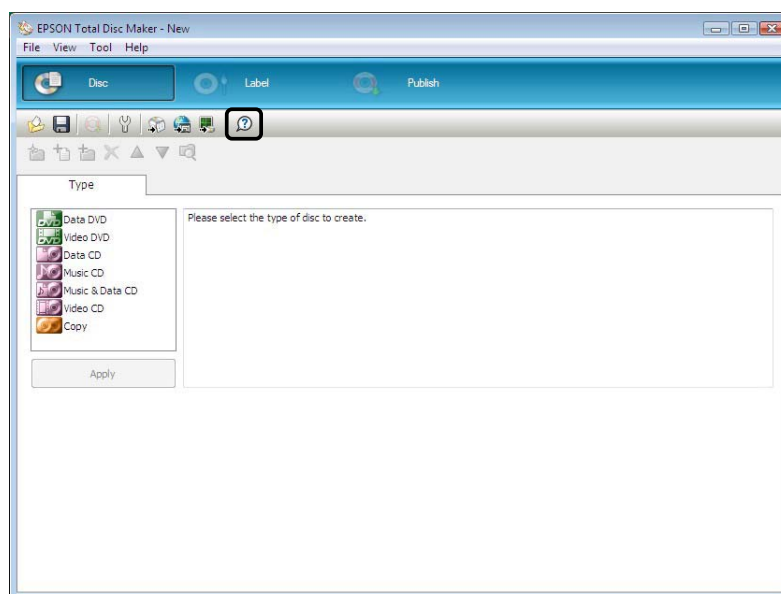 EPSON Total Disc Maker - New
File View Tool Help
Disc Label Publish
Type
Data DVD
Video DVD
Data CD
Music CD
Music & Data CD
Video CD
Copy
Please select the type of disc to create.
Apply